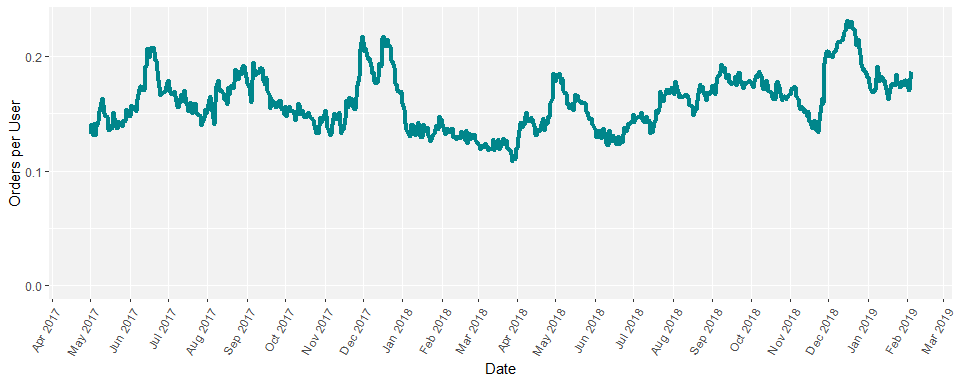 Orders per User
0.2
0.1
0.0
Apr 2017
May 2017
Jun 2017
Jul 2017
Aug 2017
Sep 2017
Oct 2017
Nov 2017
Dec 2017
Jan 2018
Feb 2018
Mar 2018
Apr 2018
May 2018
Jun 2018
Jul 2018
Aug 2018
Sep 2018
Oct 2018
Nov 2018
Dec 2018
Jan 2019
Feb 2019
Mar 2019
Date